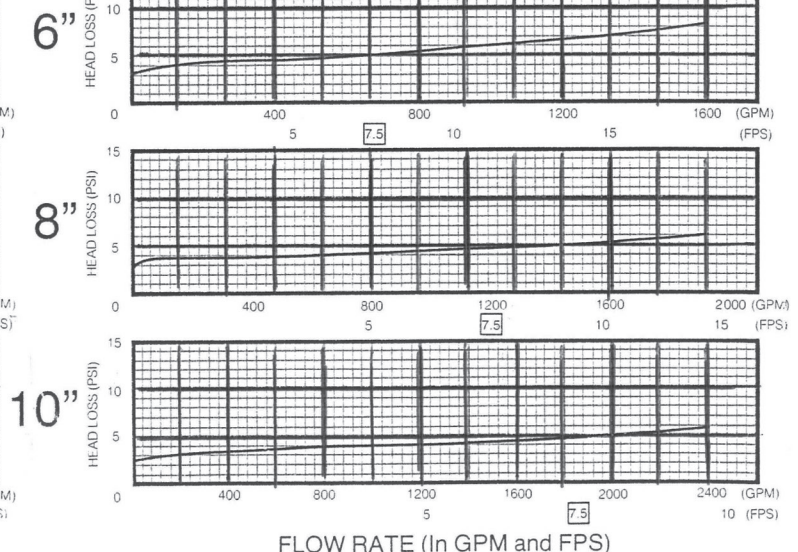 6” HEAD LOSS (P
10
5
0 400 800 1200 1600 (GPM)
M)
) 5 7.5 10 15 (FPS)
8” HEAD LOSS (PSI)
15
10
5
0 400 800 1200 1600 2000 (GPM)
M)
S) 5 7.5 10 15 (FPS)
10” HEAD LOSS (PSI)
15
10
5
0 400 800 1200 1600 2000 2400 (GPM)
M)
S) 5 7.5 10 (FPS)
FLOW RATE (In GPM and FPS)